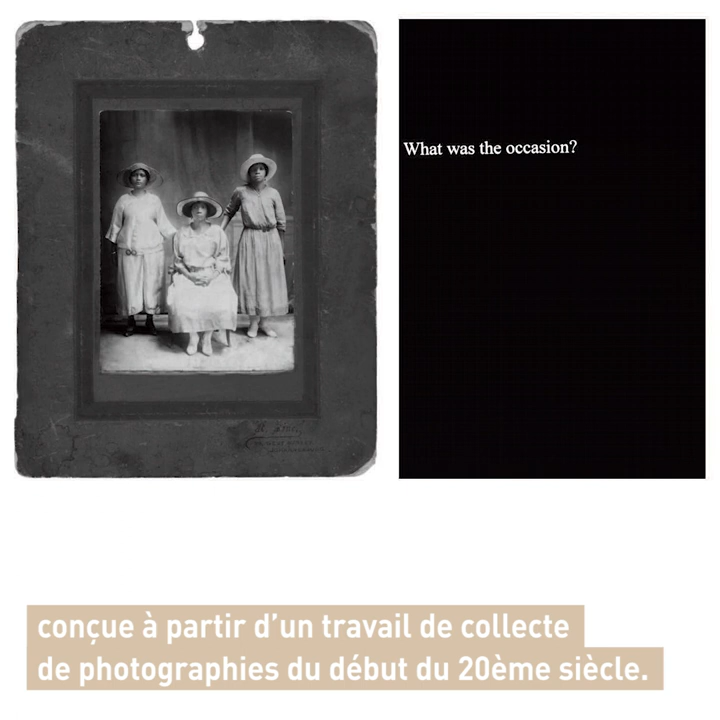 What was the occasion?
conçue à partir d'un travail de collecte
de photographies du début du 20ème siècle.